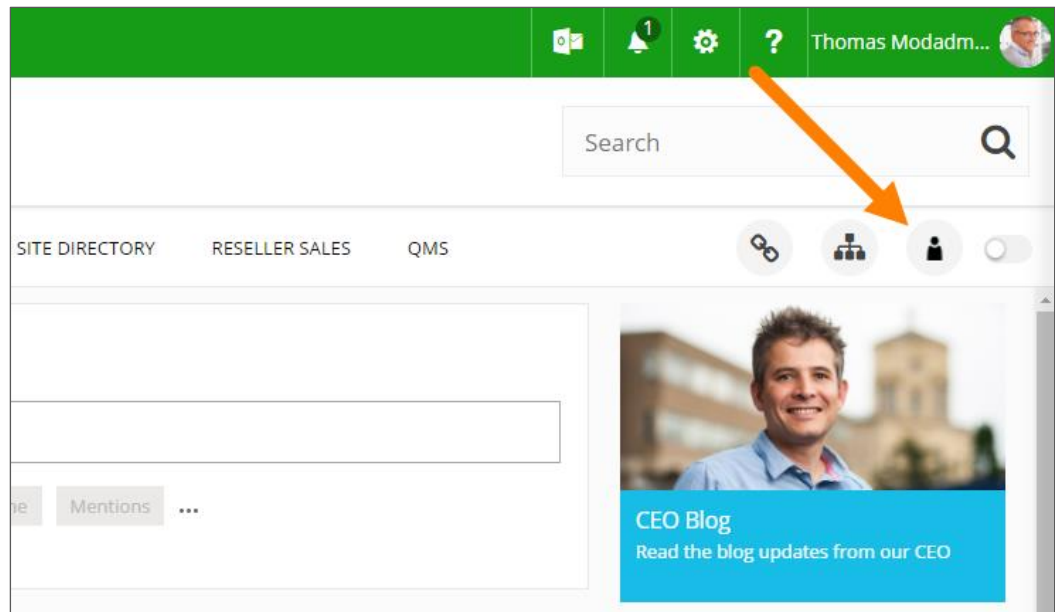 1
?
Thomas Modadm...
Search
SITE DIRECTORY RESELLER SALES QMS
Mentions ...
CEO Blog
Read the blog updates from our CEO